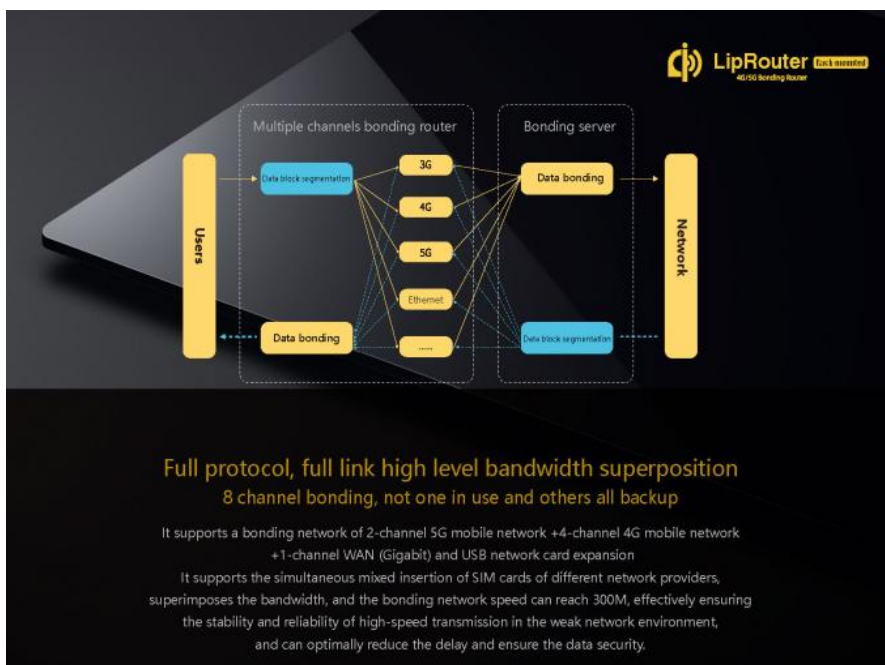 LipRouter Rack mounted
4G/5G Bonding Router
Multiple channels bonding router
Bonding server
Users
Data block segmentation
3G
4G
5G
Ethernet
......
Data bonding
Data bonding
Data block segmentation
Network
Full protocol, full link high level bandwidth superposition
8 channel bonding, not one in use and others all backup
It supports a bonding network of 2-channel 5G mobile network +4-channel 4G mobile network
+1-channel WAN (Gigabit) and USB network card expansion
It supports the simultaneous mixed insertion of SIM cards of different network providers,
superimposes the bandwidth, and the bonding network speed can reach 300M, effectively ensuring
the stability and reliability of high-speed transmission in the weak network environment,
and can optimally reduce the delay and ensure the data security.